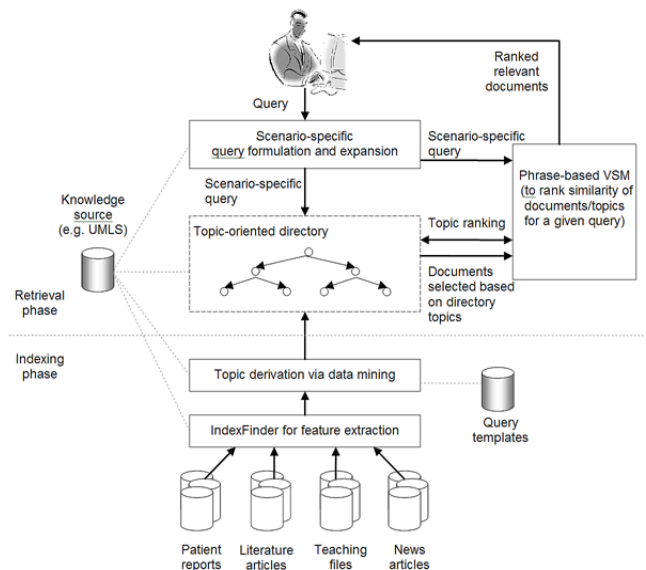 Ranked
relevant
documents
Query
Scenario-specific
query formulation and expansion
Scenario-specific
query
Scenario-specific
query
Phrase-based VSM
(to rank similarity of
documents/topics
for a given query)
Knowledge
source
(e.g. UMLS)
Topic-oriented directory
Topic ranking
Documents
selected based
on directory
topics
Retrieval
phase
Indexing
phase
Topic derivation via data mining
Query
templates
IndexFinder for feature extraction
Patient
reports
Literature
articles
Teaching
files
News
articles